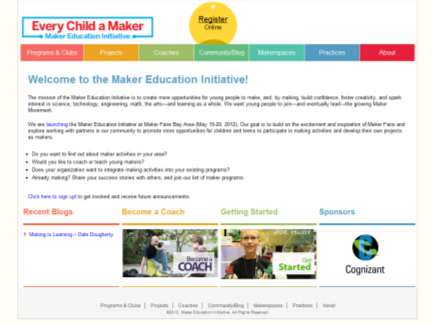 Every Child a Maker
Maker Education Initiative
Register
Online
Programs & Clubs
Projects
Coaches
Community/Blog
Makerspaces
Practices
About
Welcome to the Maker Education Initiative!
The mission of the Maker Education Initiative is to create more opportunities for young people to make, and, by making, build confidence, foster creativity, and spark
interest in science, technology, engineering, math, the arts—and learning as a whole. We want young people to join—and eventually lead—the growing Maker
Movement.
We are launching the Maker Education Initiative at Maker Faire Bay Area (May 19-20, 2012). Our goal is to build on the excitement and inspiration of Maker Faire and
explore working with partners in our community to promote more opportunities for children and teens to participate in making activities and develop their own projects
as makers.
Do you want to find out about maker activities in your area?
Would you like to coach or teach young makers?
Does your organization want to integrate making activities into your existing programs?
Already making? Share your success stories with others, and join our list of maker programs.
Click here to sign up! to get involved and receive future announcements.
Recent Blogs
Become a Coach
Getting Started
Sponsors
Making is Learning – Dale Dougherty
Become a
COACH
Get
Started
Cognizant
Programs & Clubs | Projects | Coaches | Community/Blog | Makerspaces | Practices | About
©2012. Maker Education Initiative, All Rights Reserved.